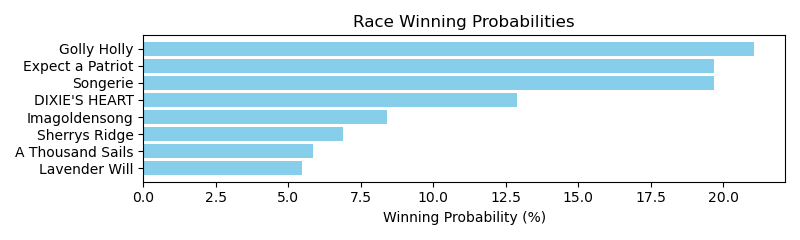 Race Winning Probabilities
Golly Holly
Expect a Patriot
Songerie
DIXIE'S HEART
Imagoldensong
Sherrys Ridge
A Thousand Sails
Lavender Will
0.0 2.5 5.0 7.5 10.0 12.5 15.0 17.5 20.0
Winning Probability (%)